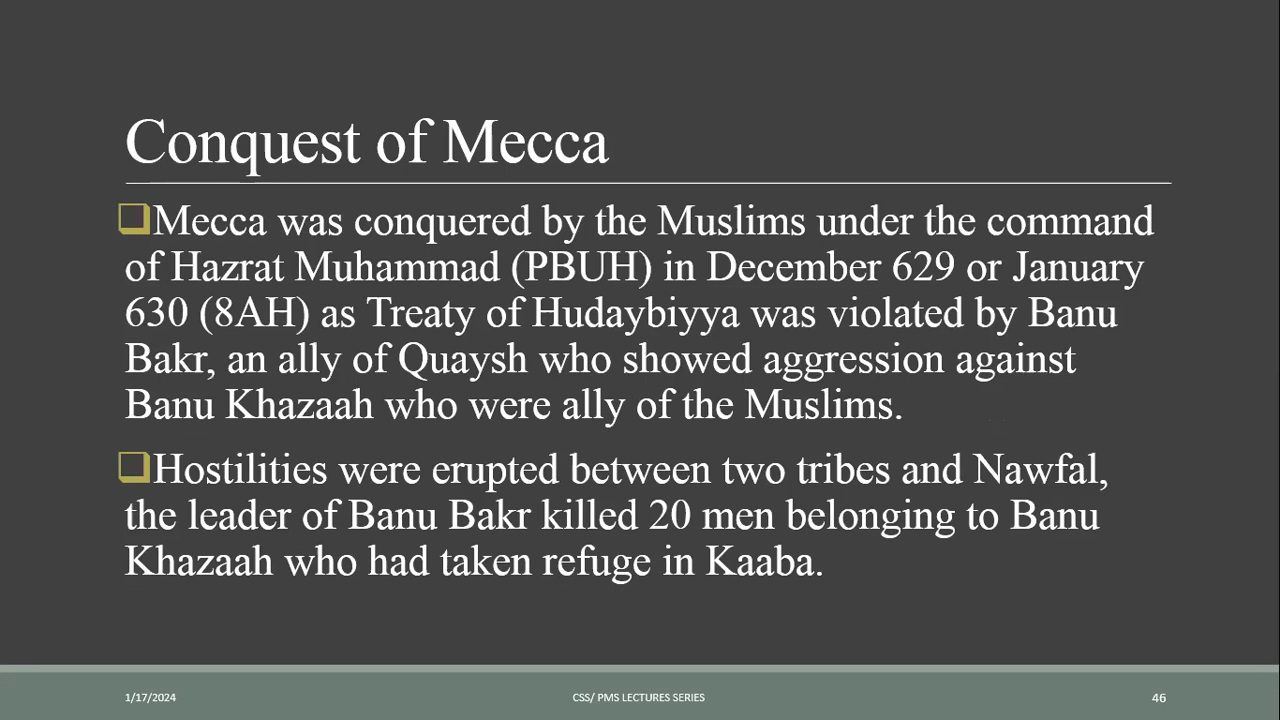 Conquest of Mecca
❑Mecca was conquered by the Muslims under the command
of Hazrat Muhammad (PBUH) in December 629 or January
630 (8AH) as Treaty of Hudaybiyya was violated by Banu
Bakr, an ally of Quaysh who showed aggression against
Banu Khazaah who were ally of the Muslims.
❑Hostilities were erupted between two tribes and Nawfal,
the leader of Banu Bakr killed 20 men belonging to Banu
Khazaah who had taken refuge in Kaaba.
1/17/2024
CSS/ PMS LECTURES SERIES
46